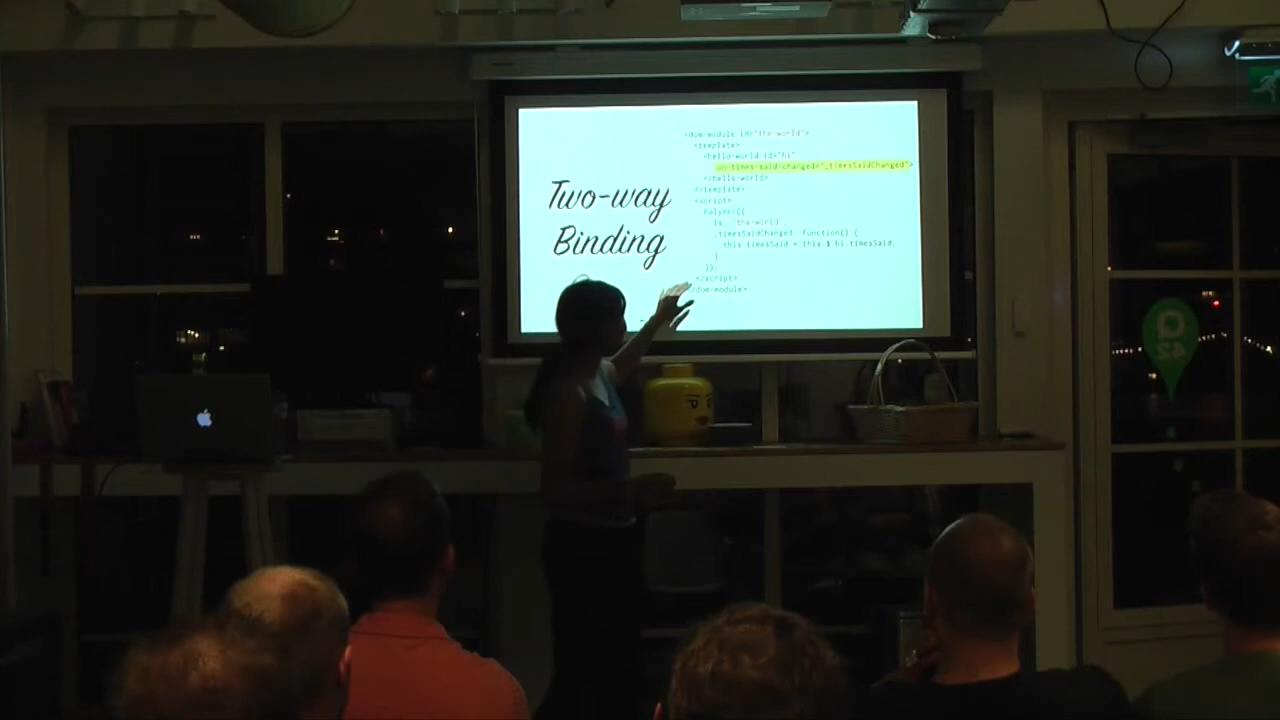 Two-way
Binding
<dom-module id="the-world">
<template>
<hello-world id="hi"
on-times-said-changed="_timesSaidChanged">
</hello-world>
</template>
<script>
Polymer({
is: 'the-world',
_timesSaidChanged: function() {
this.timesSaid = this.$.hi.timesSaid;
}
});
</script>
</dom-module>
Q
42